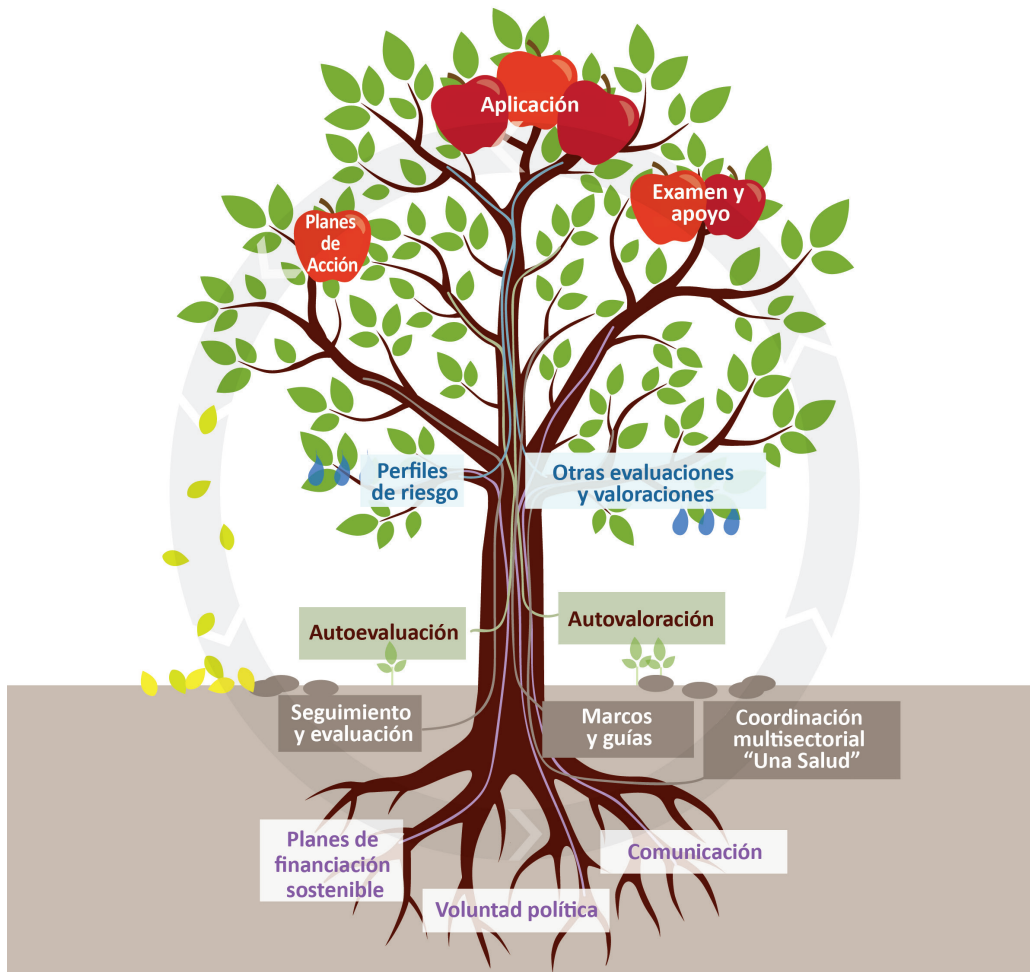 Aplicación
Examen y
apoyo
Planes
de
Acción
Perfiles
de riesgo
Otras evaluaciones
y valoraciones
Autoevaluación
Autovaloración
Seguimiento
y evaluación
Marcos
y guías
Coordinación
multisectorial
“Una Salud”
Planes de
financiación
sostenible
Voluntad política
Comunicación